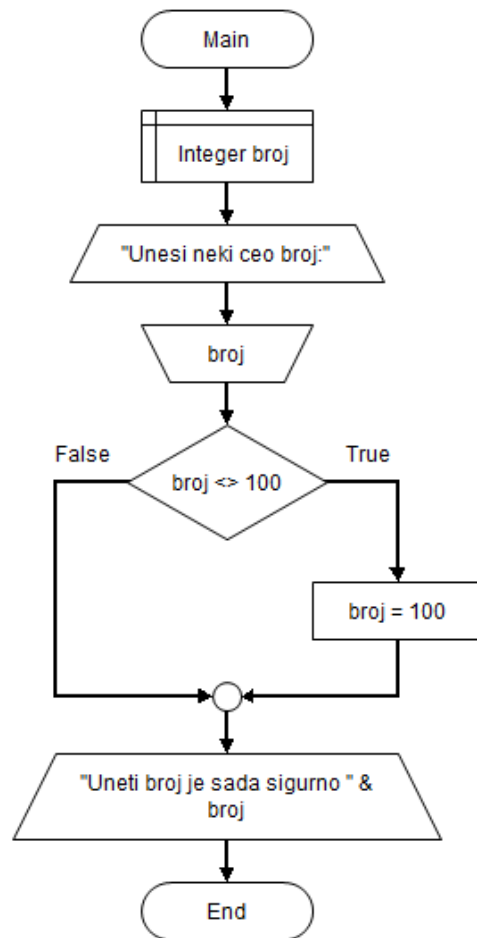 Main
Integer broj
"Unesi neki ceo broj:"
broj
False
True
broj <> 100
broj = 100
"Uneti broj je sada sigurno " &
broj
End